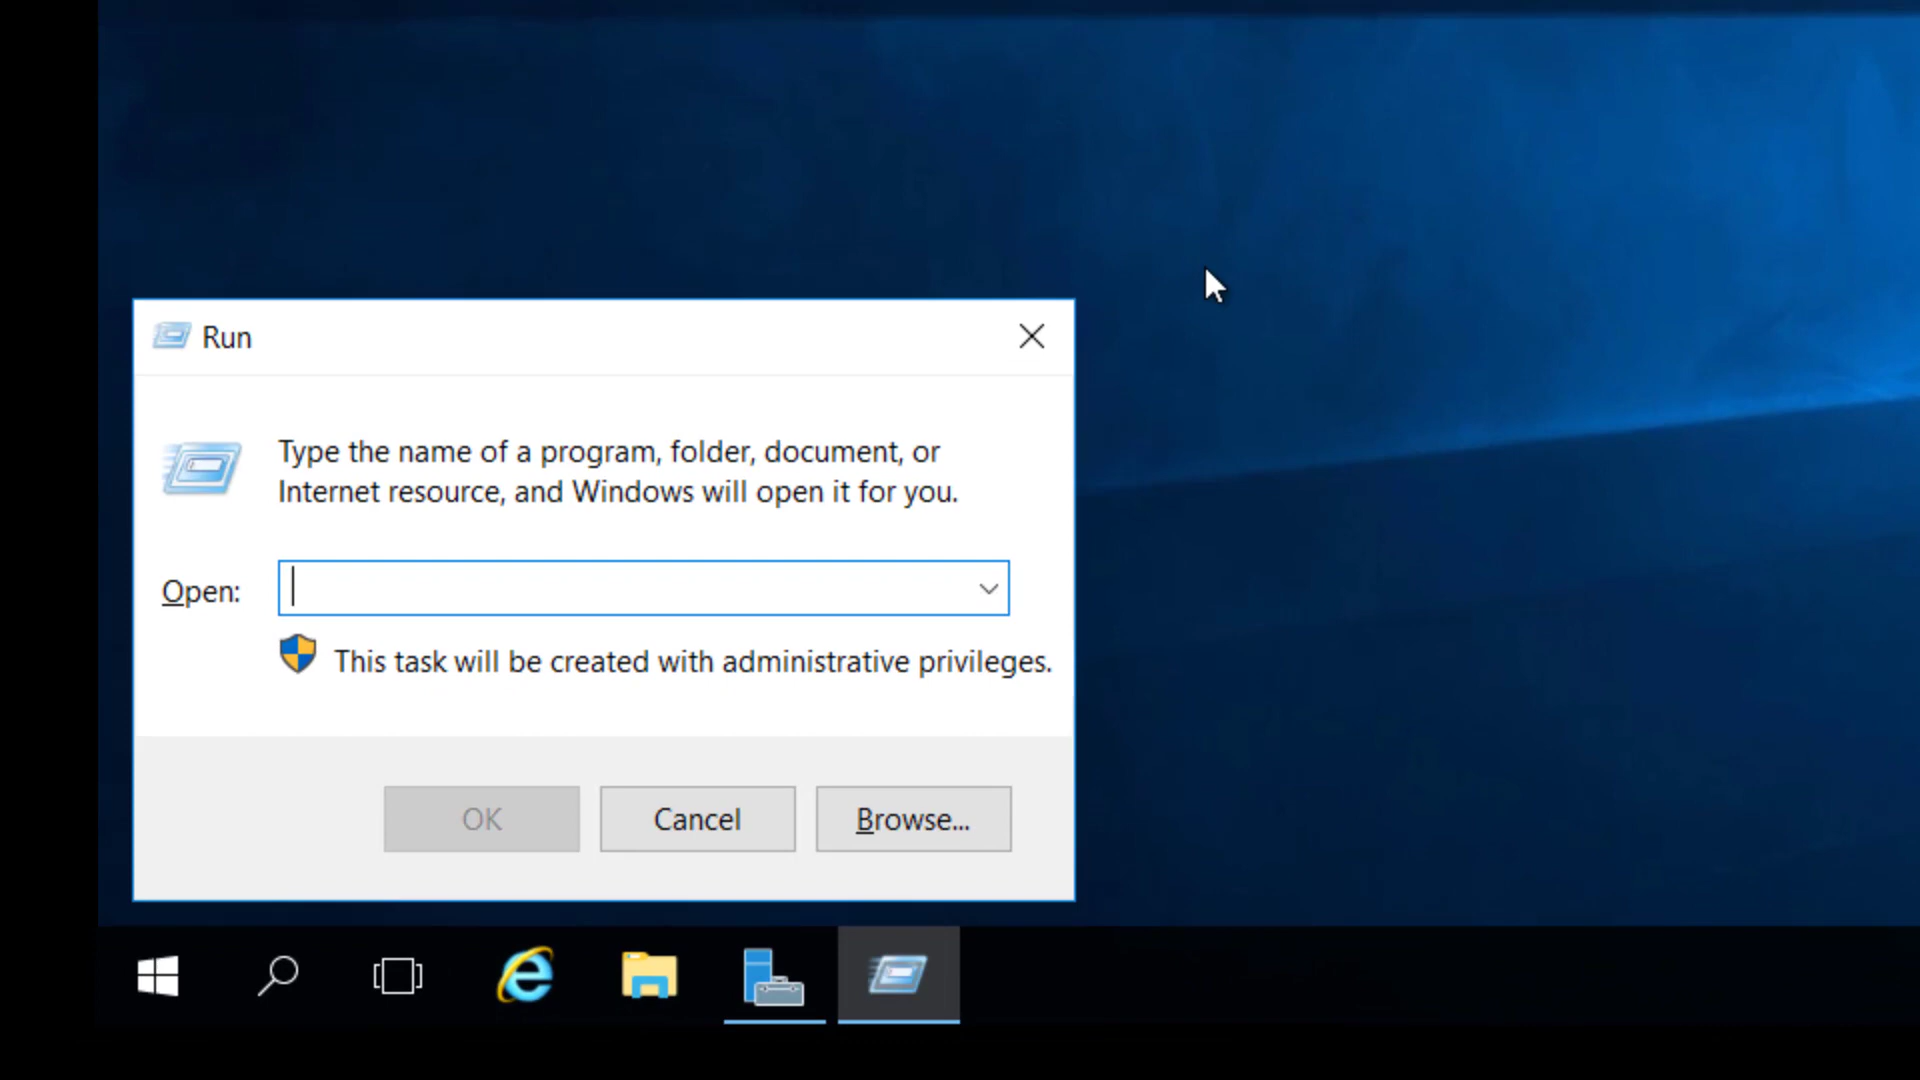 Run
Type the name of a program, folder, document, or
Internet resource, and Windows will open it for you.
Open:
This task will be created with administrative privileges.
OK
Cancel
Browse...